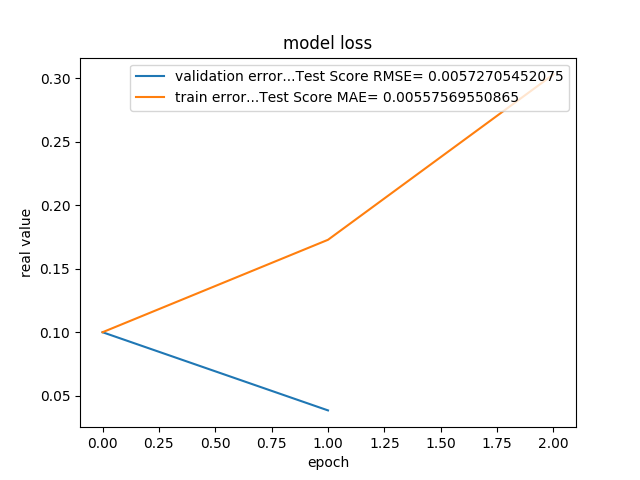 model loss
validation error...Test Score RMSE= 0.00572705452075
train error...Test Score MAE= 0.00557569550865
0.30
0.25
0.20
0.15
0.10
0.05
real value
0.00 0.25 0.50 0.75 1.00 1.25 1.50 1.75 2.00
epoch